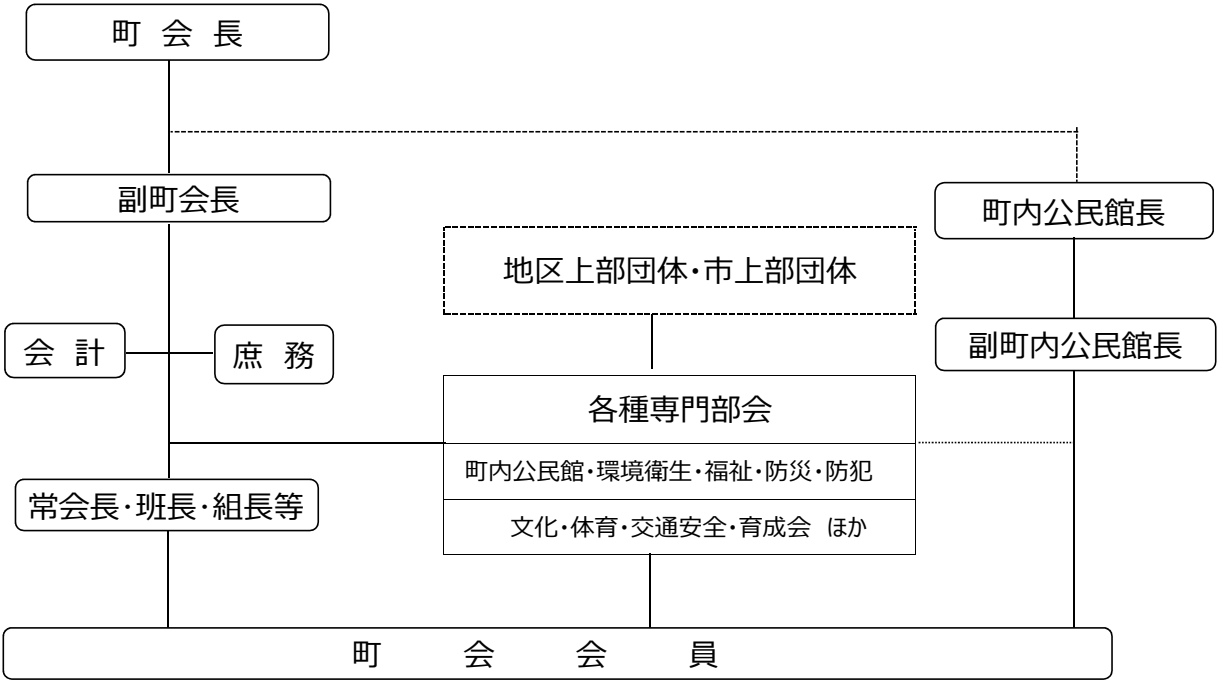 町 会 長
副町会長
町内公民館長
地区上部団体・市上部団体
会 計
庶 務
副町内公民館長
各種専門部会
町内公民館・環境衛生・福祉・防災・防犯
常会長・班長・組長等
文化・体育・交通安全・育成会 ほか
町 会 会 員